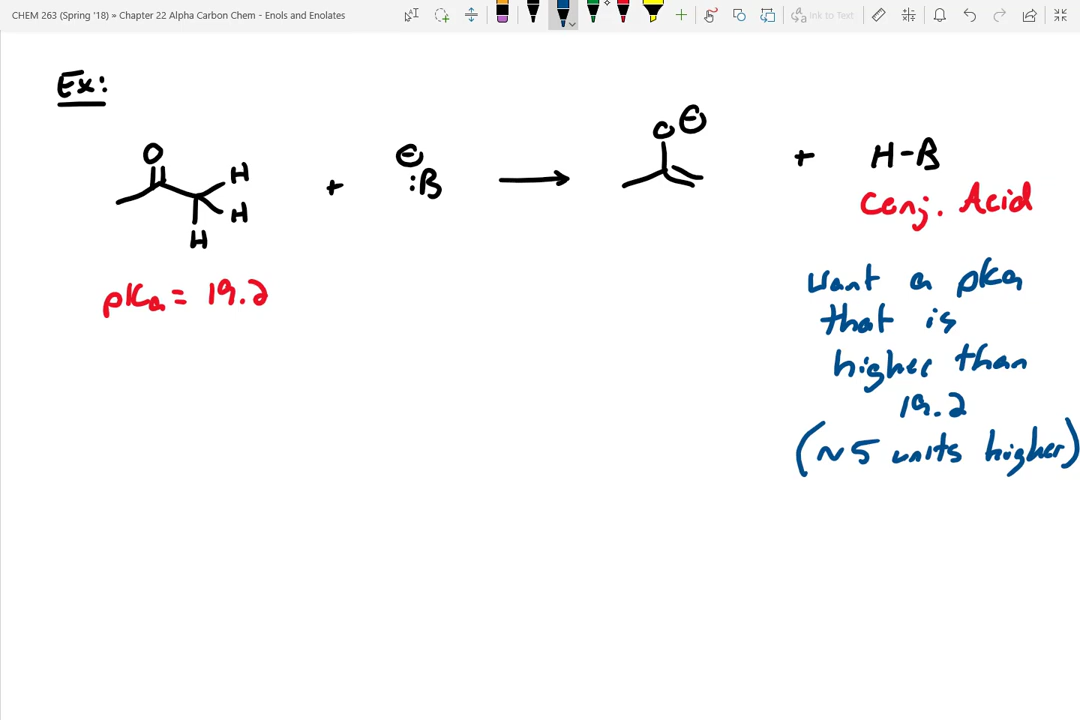 CHEM 263 (Spring '18) » Chapter 22 Alpha Carbon Chem - Enols and Enolates
Ink to Text
Ex:
O
H
H
H
+
⊖
:B
→
O ⊖
+
H-B
Conj. Acid
pKa = 19.2
want a pKa
that is
higher than
19.2
(~5 units higher)